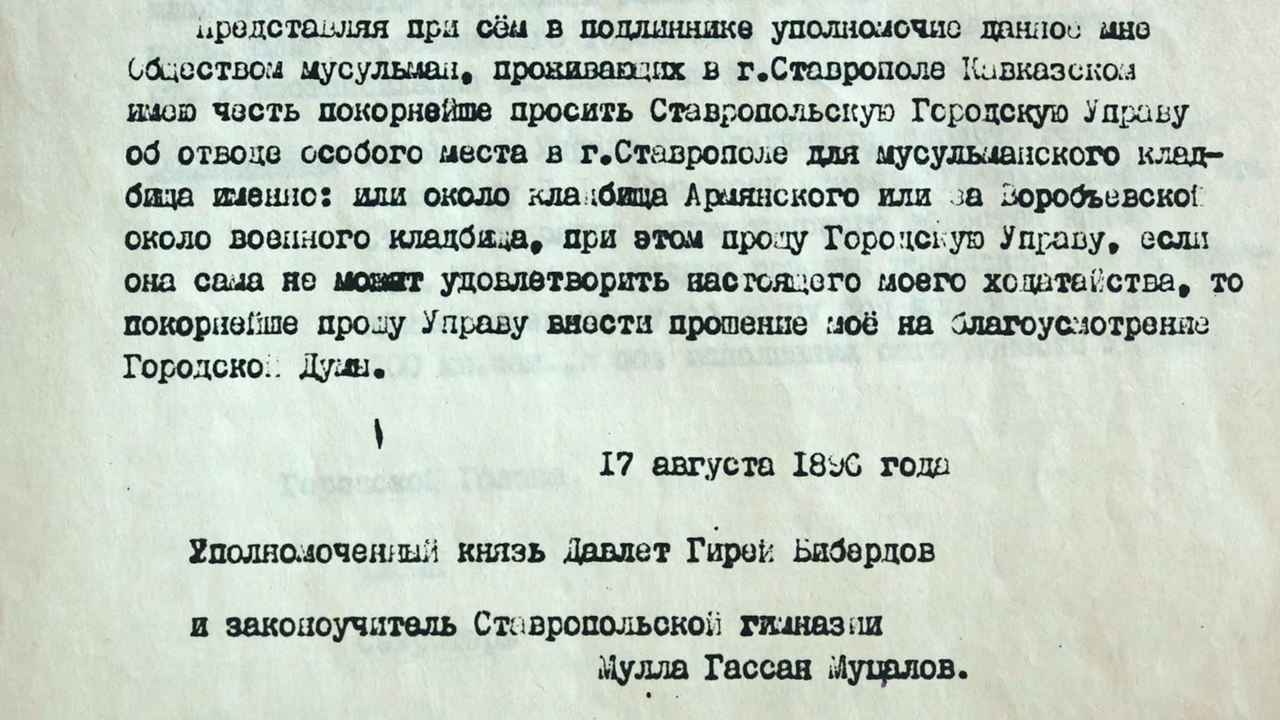 Представляя при сём в подлиннике уполномочие данное мне
Обществом мусульман, проживающих в г.Ставрополе Кавказском
имею честь покорнейше просить Ставропольскую Городскую Управу
об отводе особого места в г.Ставрополе для мусульманского клад-
бища именно: или около кладбища Армянского или за Воробъевской
около военного кладбища, при этом прошу Городскую Управу, если
она сама не может удовлетворить настоящего моего ходатайства, то
покорнейше прошу Управу внести прошение моё на благоусмотрение
Городской Думы.
17 августа 1896 года
Уполномоченный князь Давлет Гирей Бибердов
и законоучитель Ставропольской гимназии
Мулла Гассан Муцалов.